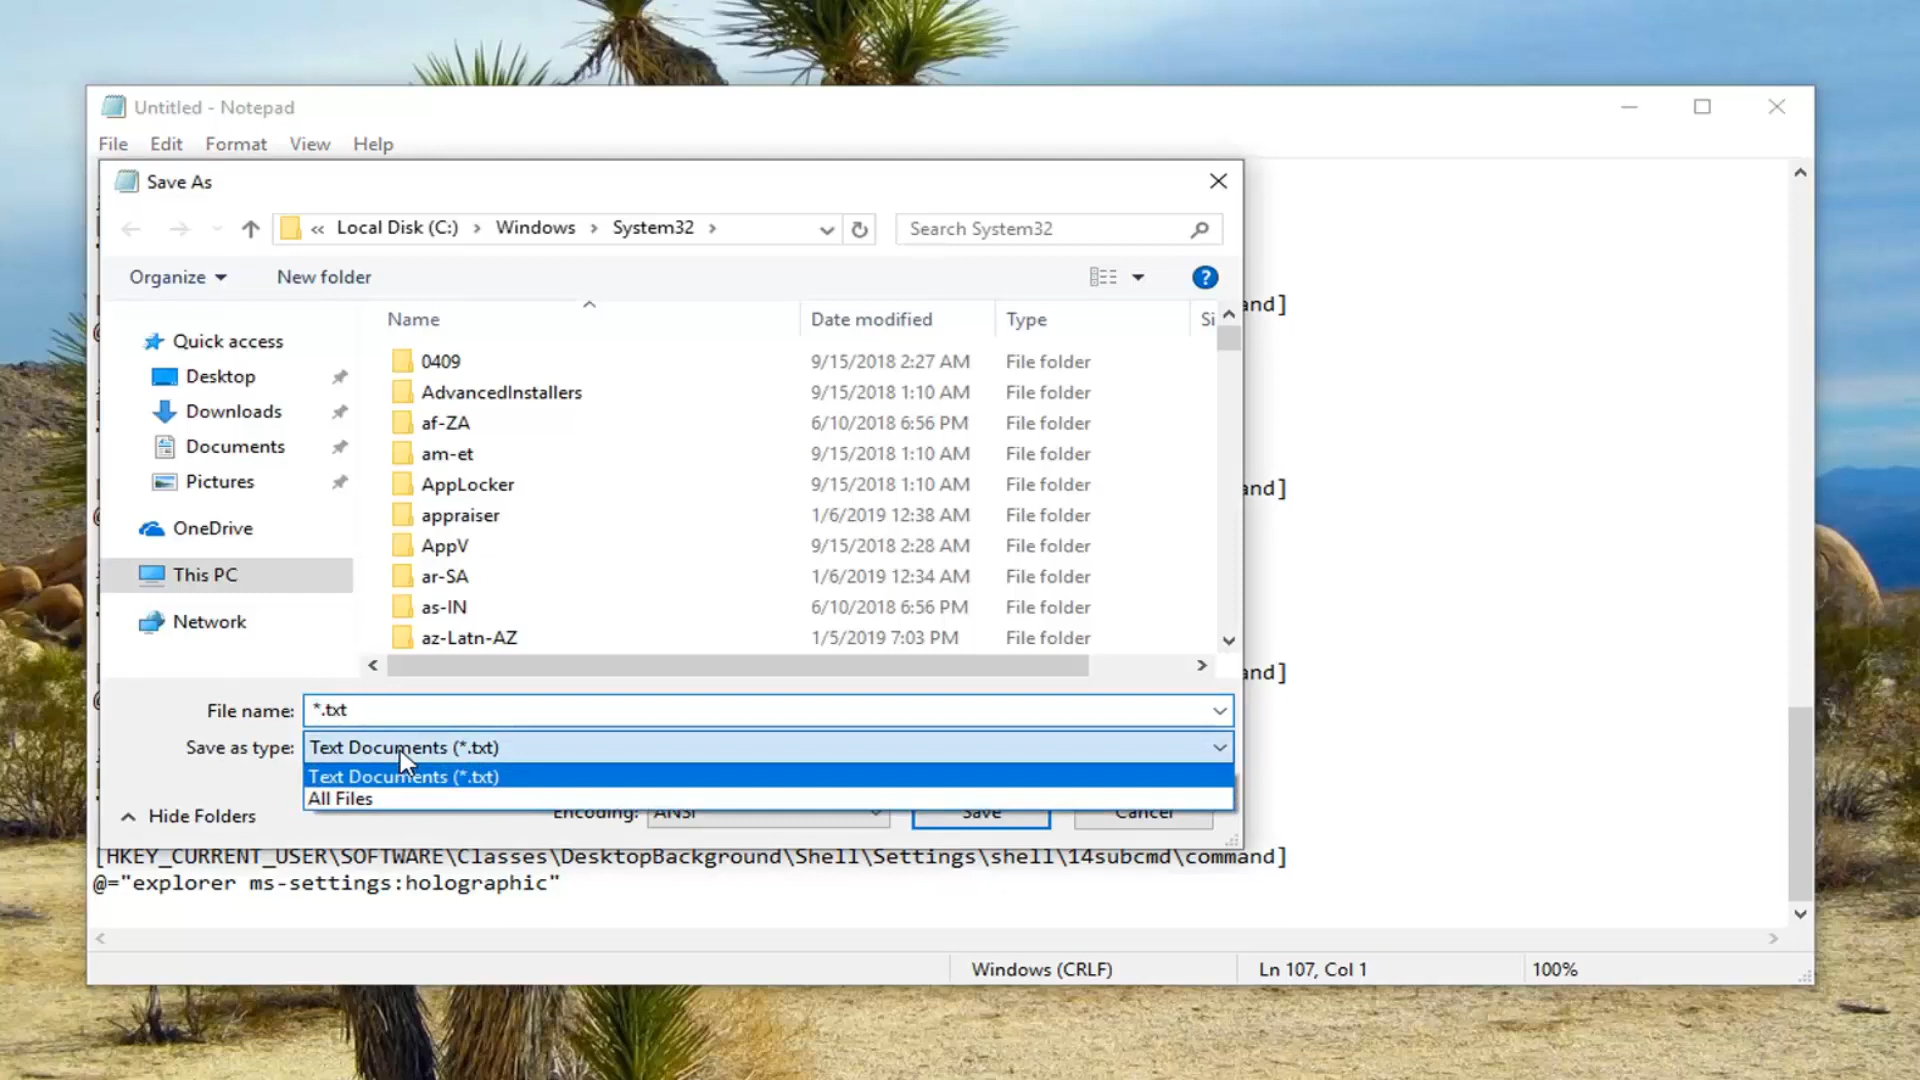 Untitled - Notepad
File Edit Format View Help
Save As
« Local Disk (C:) › Windows › System32 ›
Search System32
Organize New folder
Name Date modified Type Si
0409 9/15/2018 2:27 AM File folder
AdvancedInstallers 9/15/2018 1:10 AM File folder
af-ZA 6/10/2018 6:56 PM File folder
am-et 9/15/2018 1:10 AM File folder
AppLocker 9/15/2018 1:10 AM File folder
appraiser 1/6/2019 12:38 AM File folder
AppV 9/15/2018 2:28 AM File folder
ar-SA 1/6/2019 12:34 AM File folder
as-IN 6/10/2018 6:56 PM File folder
az-Latn-AZ 1/5/2019 7:03 PM File folder
Quick access
Desktop
Downloads
Documents
Pictures
OneDrive
This PC
Network
and]
and]
and]
File name: *.txt
Save as type: Text Documents (*.txt)
Text Documents (*.txt)
All Files
Hide Folders
Encoding: ANSI Save Cancel
[HKEY_CURRENT_USER\SOFTWARE\Classes\DesktopBackground\Shell\Settings\shell\14subcmd\command]
@="explorer ms-settings:holographic"
Windows (CRLF) Ln 107, Col 1 100%